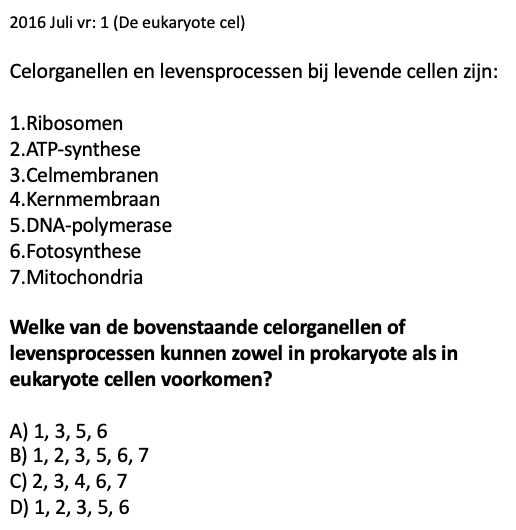 2016 Juli vr: 1 (De eukaryote cel)
Celorganellen en levensprocessen bij levende cellen zijn:
1.Ribosomen
2.ATP-synthese
3.Celmembranen
4.Kernmembraan
5.DNA-polymerase
6.Fotosynthese
7.Mitochondria
Welke van de bovenstaande celorganellen of
levensprocessen kunnen zowel in prokaryote als in
eukaryote cellen voorkomen?
A) 1, 3, 5, 6
B) 1, 2, 3, 5, 6, 7
C) 2, 3, 4, 6, 7
D) 1, 2, 3, 5, 6